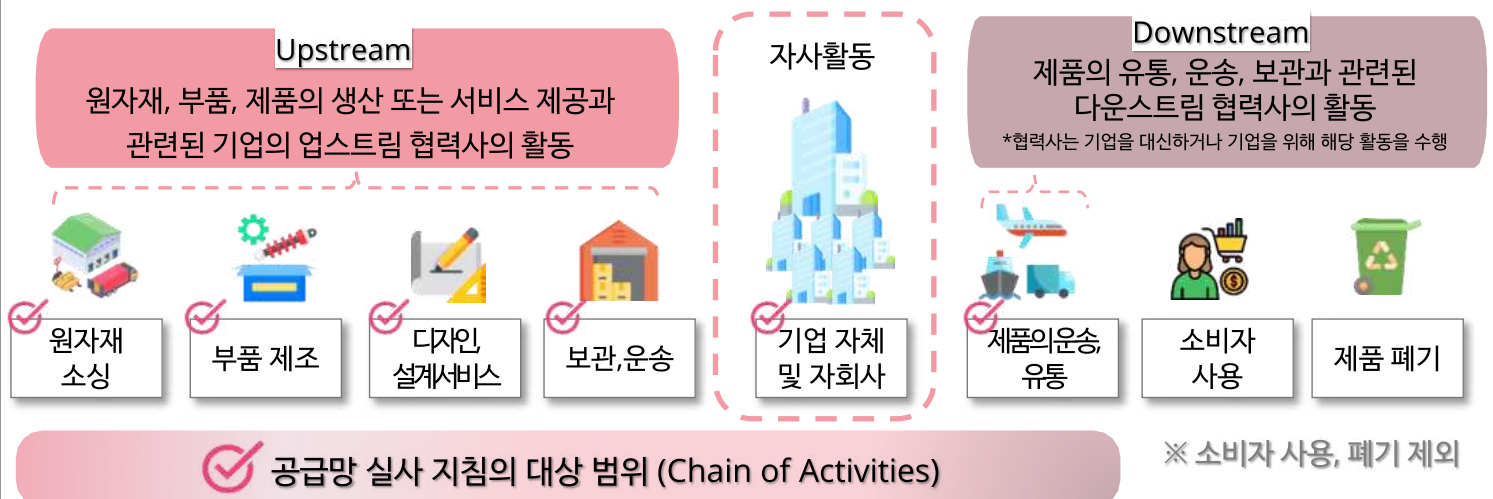 Upstream
원자재, 부품, 제품의 생산 또는 서비스 제공과
관련된 기업의 업스트림 협력사의 활동
자사활동
Downstream
제품의 유통, 운송, 보관과 관련된
다운스트림 협력사의 활동
*협력사는 기업을 대신하거나 기업을 위해 해당 활동을 수행
원자재
소싱
부품 제조
디자인,
설계서비스
보관,운송
기업 자체
및 자회사
제품의 운송,
유통
소비자
사용
제품 폐기
공급망 실사 지침의 대상 범위 (Chain of Activities)
※ 소비자 사용, 폐기 제외